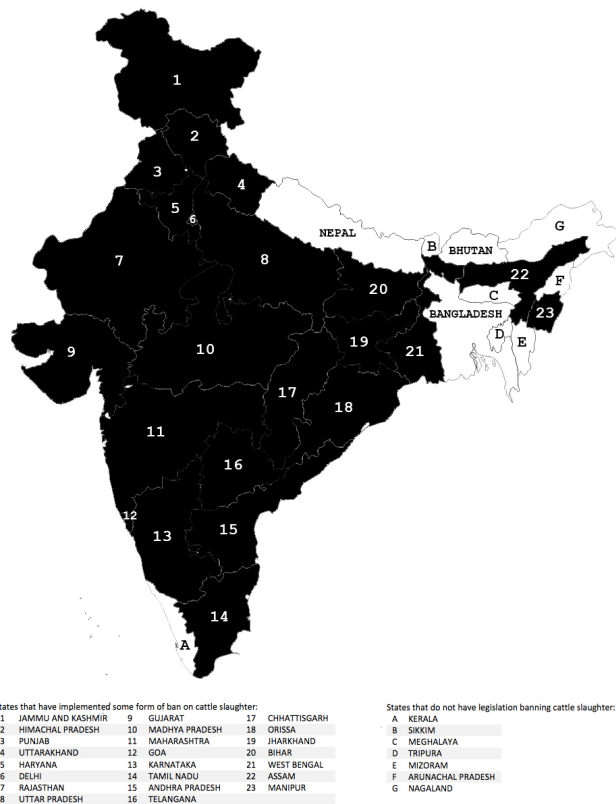 1
2
3
4
5
6
NEPAL
G
B BHUTAN
7
8
22
F
20
C
BANGLADESH
23
D
E
19
9
10
21
17
18
11
16
12
13
15
14
A
tates that have implemented some form of ban on cattle slaughter:
1 JAMMU AND KASHMIR 9 GUJARAT 17 CHHATTISGARH
2 HIMACHAL PRADESH 10 MADHYA PRADESH 18 ORISSA
3 PUNJAB 11 MAHARASHTRA 19 JHARKHAND
4 UTTARAKHAND 12 GOA 20 BIHAR
5 HARYANA 13 KARNATAKA 21 WEST BENGAL
6 DELHI 14 TAMIL NADU 22 ASSAM
7 RAJASTHAN 15 ANDHRA PRADESH 23 MANIPUR
8 UTTAR PRADESH 16 TELANGANA
States that do not have legislation banning cattle slaughter:
A KERALA
B SIKKIM
C MEGHALAYA
D TRIPURA
E MIZORAM
F ARUNACHAL PRADESH
G NAGALAND